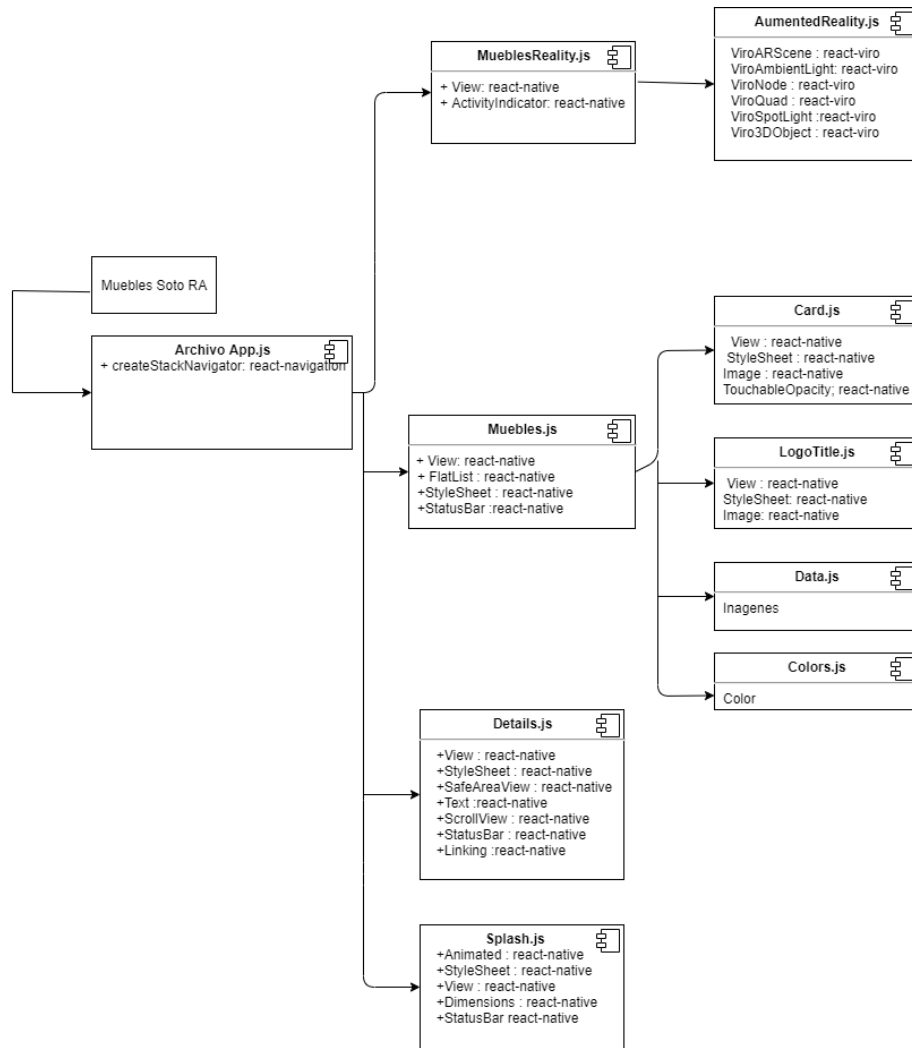 AumentedReality.js
ViroARScene : react-viro
ViroAmbientLight: react-viro
ViroNode : react-viro
ViroQuad : react-viro
ViroSpotLight :react-viro
Viro3DObject : react-viro
MueblesReality.js
+ View: react-native
+ ActivityIndicator: react-native
Muebles Soto RA
Archivo App.js
+ createStackNavigator: react-navigation
Card.js
View : react-native
StyleSheet : react-native
Image : react-native
TouchableOpacity; react-native
Muebles.js
+ View: react-native
+ FlatList : react-native
+StyleSheet : react-native
+StatusBar :react-native
LogoTitle.js
View : react-native
StyleSheet: react-native
Image: react-native
Data.js
Inagenes
Colors.js
Color
Details.js
+View : react-native
+StyleSheet : react-native
+SafeAreaView : react-native
+Text :react-native
+ScrollView : react-native
+StatusBar : react-native
+Linking :react-native
Splash.js
+Animated : react-native
+StyleSheet : react-native
+View : react-native
+Dimensions : react-native
+StatusBar react-native